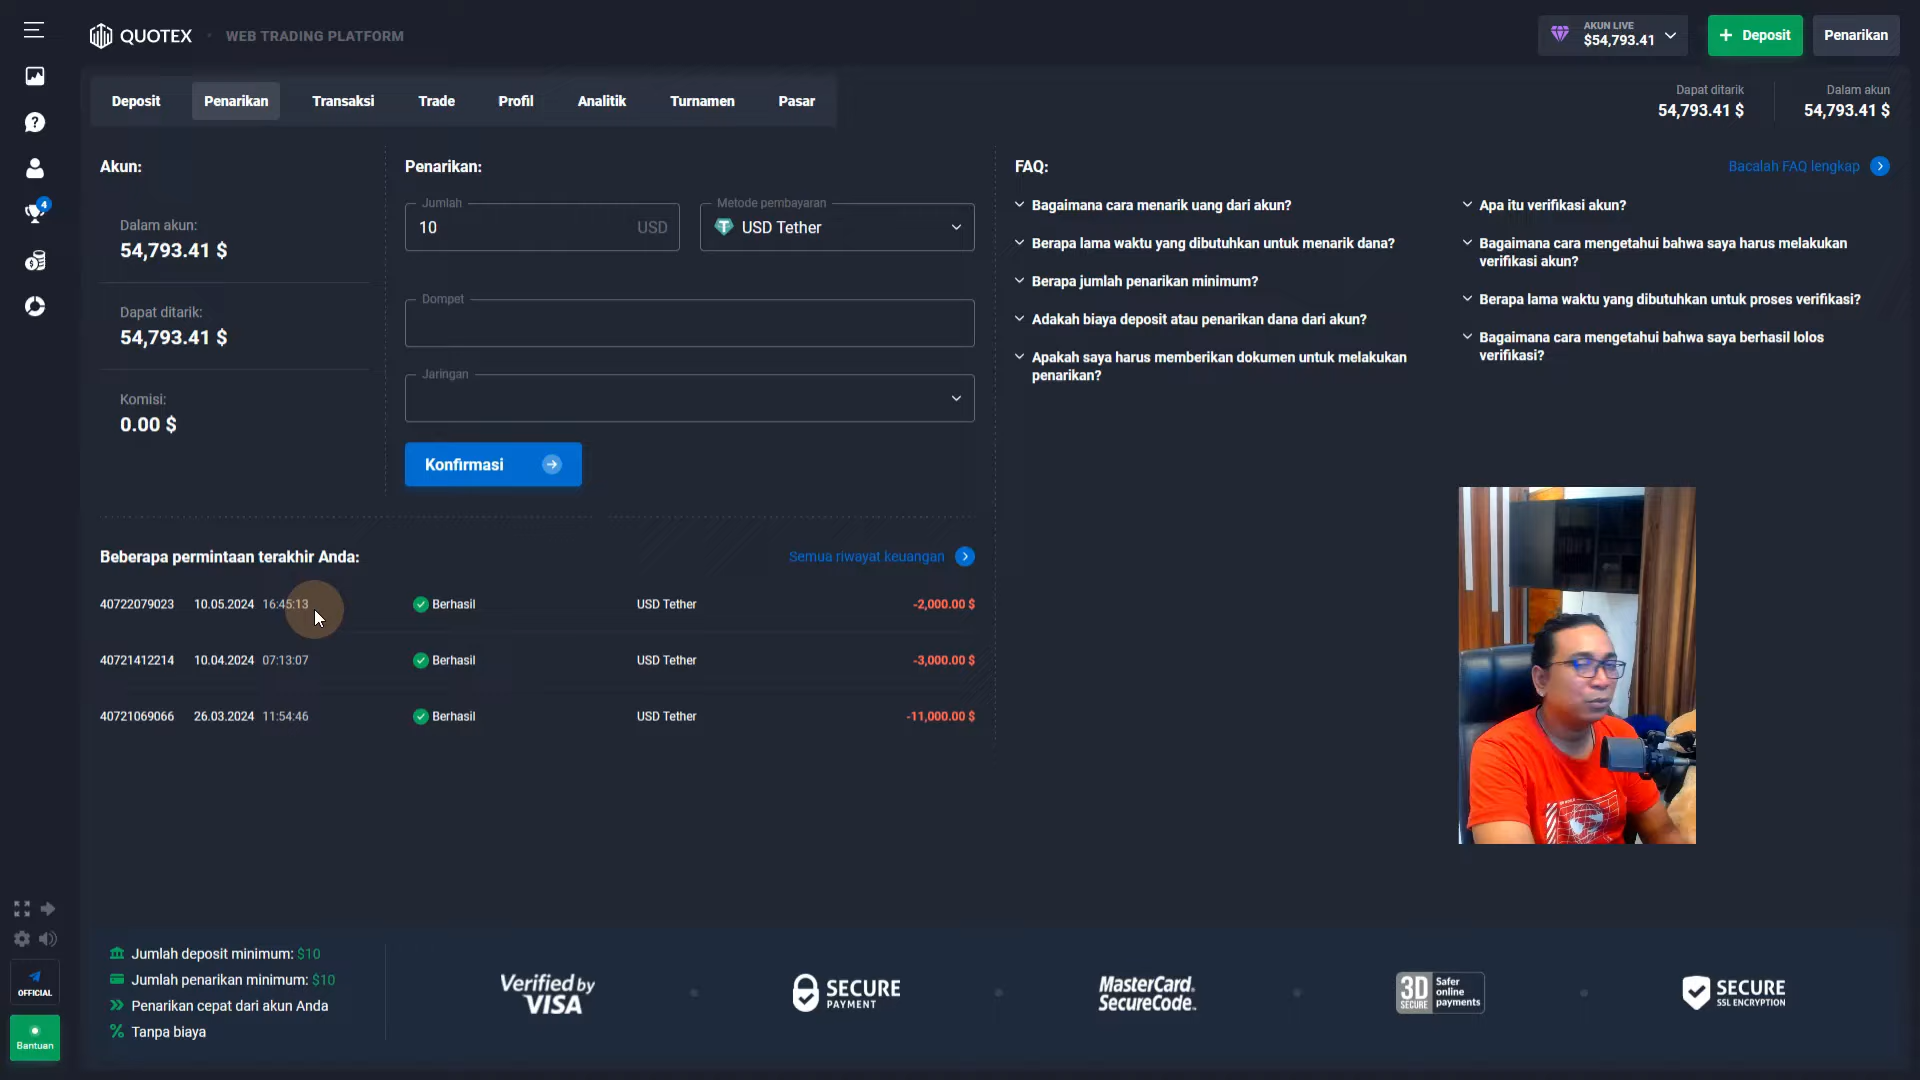 QUOTEX
WEB TRADING PLATFORM
AKUN LIVE
$54,793.41
+ Deposit
Penarikan
Deposit
Penarikan
Transaksi
Trade
Profil
Analitik
Turnamen
Pasar
Dapat ditarik
54,793.41 $
Dalam akun
54,793.41 $
4
Akun:
Dalam akun:
54,793.41 $
Dapat ditarik:
54,793.41 $
Komisi:
0.00 $
Penarikan:
Jumlah
10 USD
Metode pembayaran
USD Tether
Dompet
Jaringan
Konfirmasi
FAQ:
Bacalah FAQ lengkap
Bagaimana cara menarik uang dari akun?
Berapa lama waktu yang dibutuhkan untuk menarik dana?
Berapa jumlah penarikan minimum?
Adakah biaya deposit atau penarikan dana dari akun?
Apakah saya harus memberikan dokumen untuk melakukan
penarikan?
Apa itu verifikasi akun?
Bagaimana cara mengetahui bahwa saya harus melakukan
verifikasi akun?
Berapa lama waktu yang dibutuhkan untuk proses verifikasi?
Bagaimana cara mengetahui bahwa saya berhasil lolos
verifikasi?
Beberapa permintaan terakhir Anda:
Semua riwayat keuangan
40722079023 10.05.2024 16:45:13 Berhasil USD Tether -2,000.00 $
40721412214 10.04.2024 07:13:07 Berhasil USD Tether -3,000.00 $
40721069066 26.03.2024 11:54:46 Berhasil USD Tether -11,000.00 $
OFFICIAL
Bantuan
Jumlah deposit minimum: $10
Jumlah penarikan minimum: $10
Penarikan cepat dari akun Anda
% Tanpa biaya
Verified by
VISA
SECURE
PAYMENT
MasterCard.
SecureCode.
3D
SECURE
Safer
online
payments
SECURE
SSL ENCRYPTION